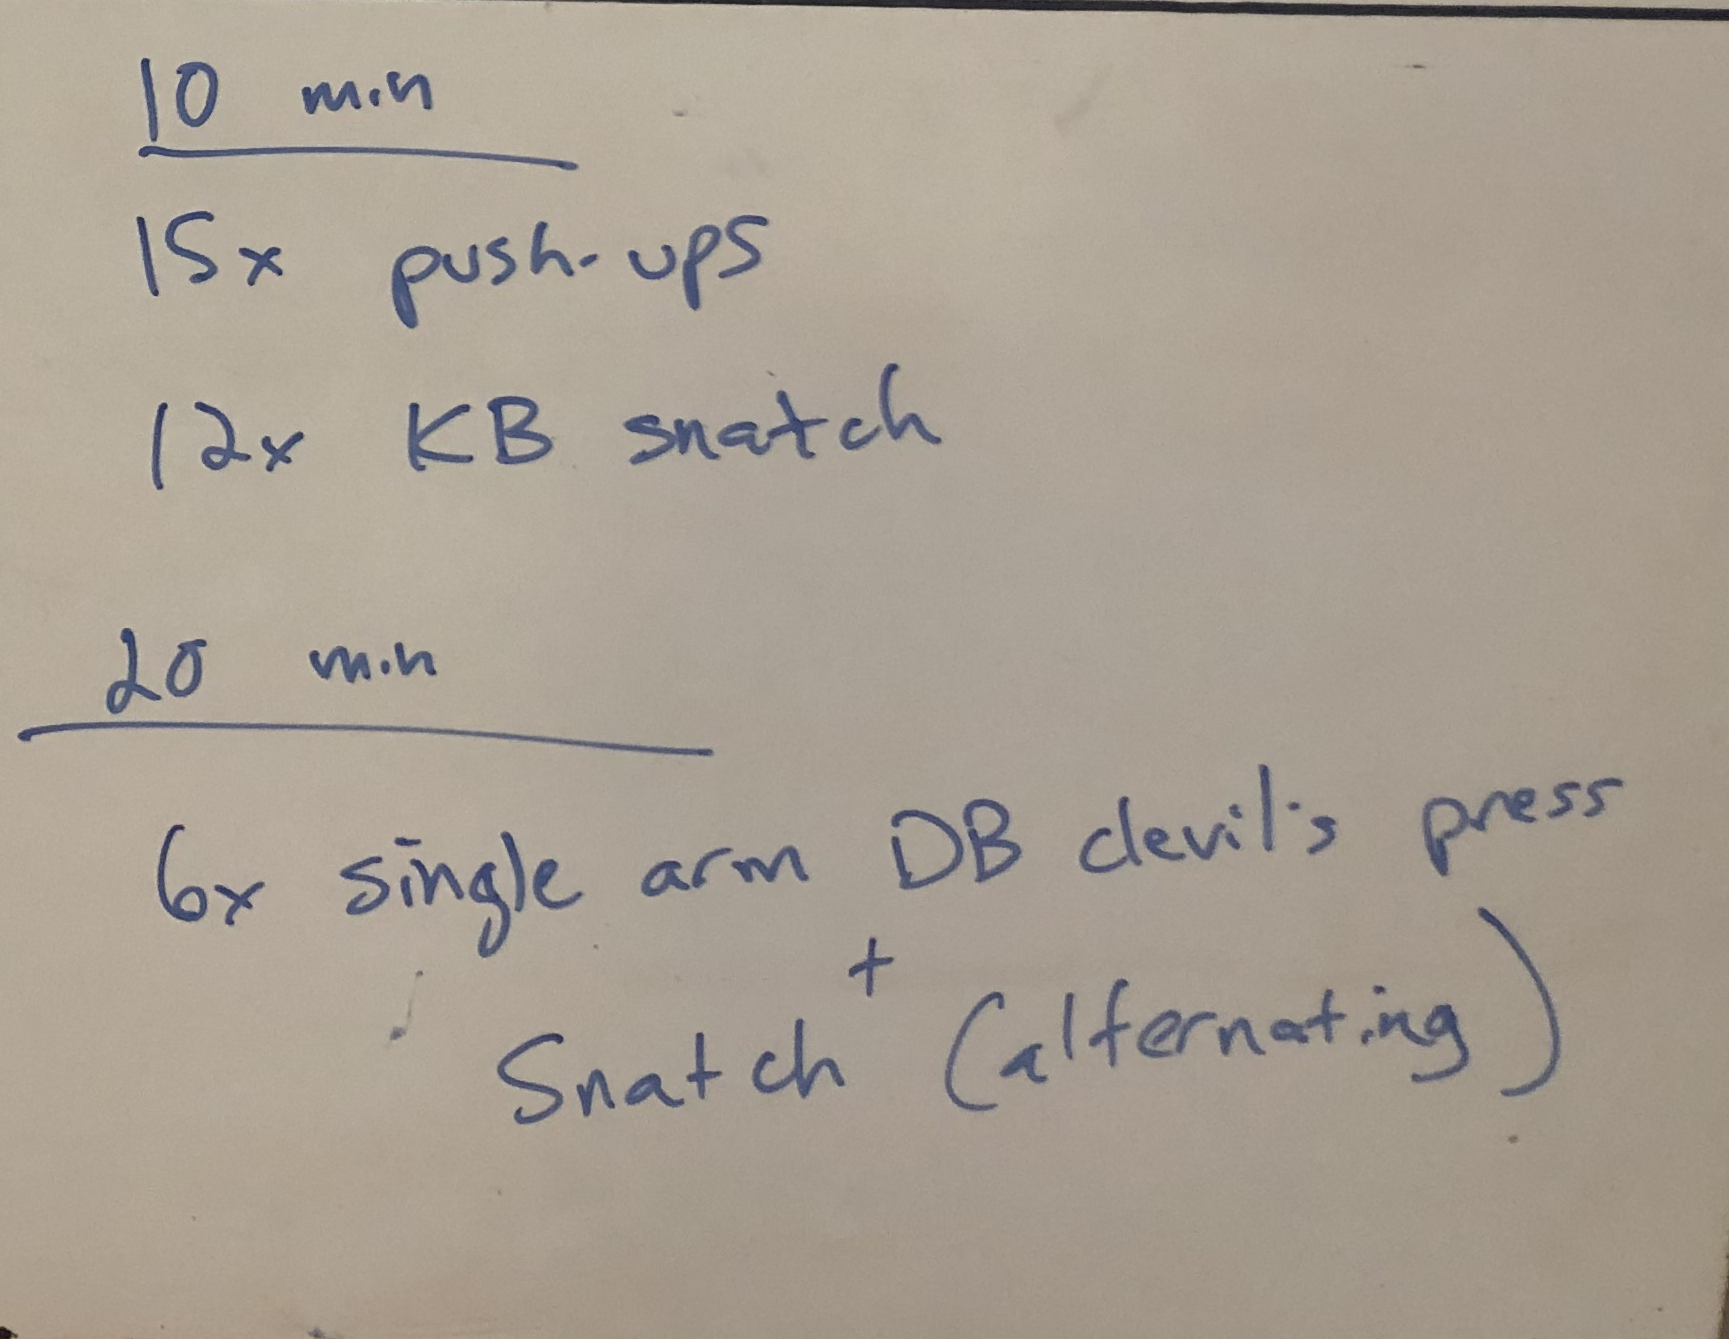 10 min
15x push-ups
12x KB snatch
20 min
6x single arm DB devil's press
+
Snatch (alternating)